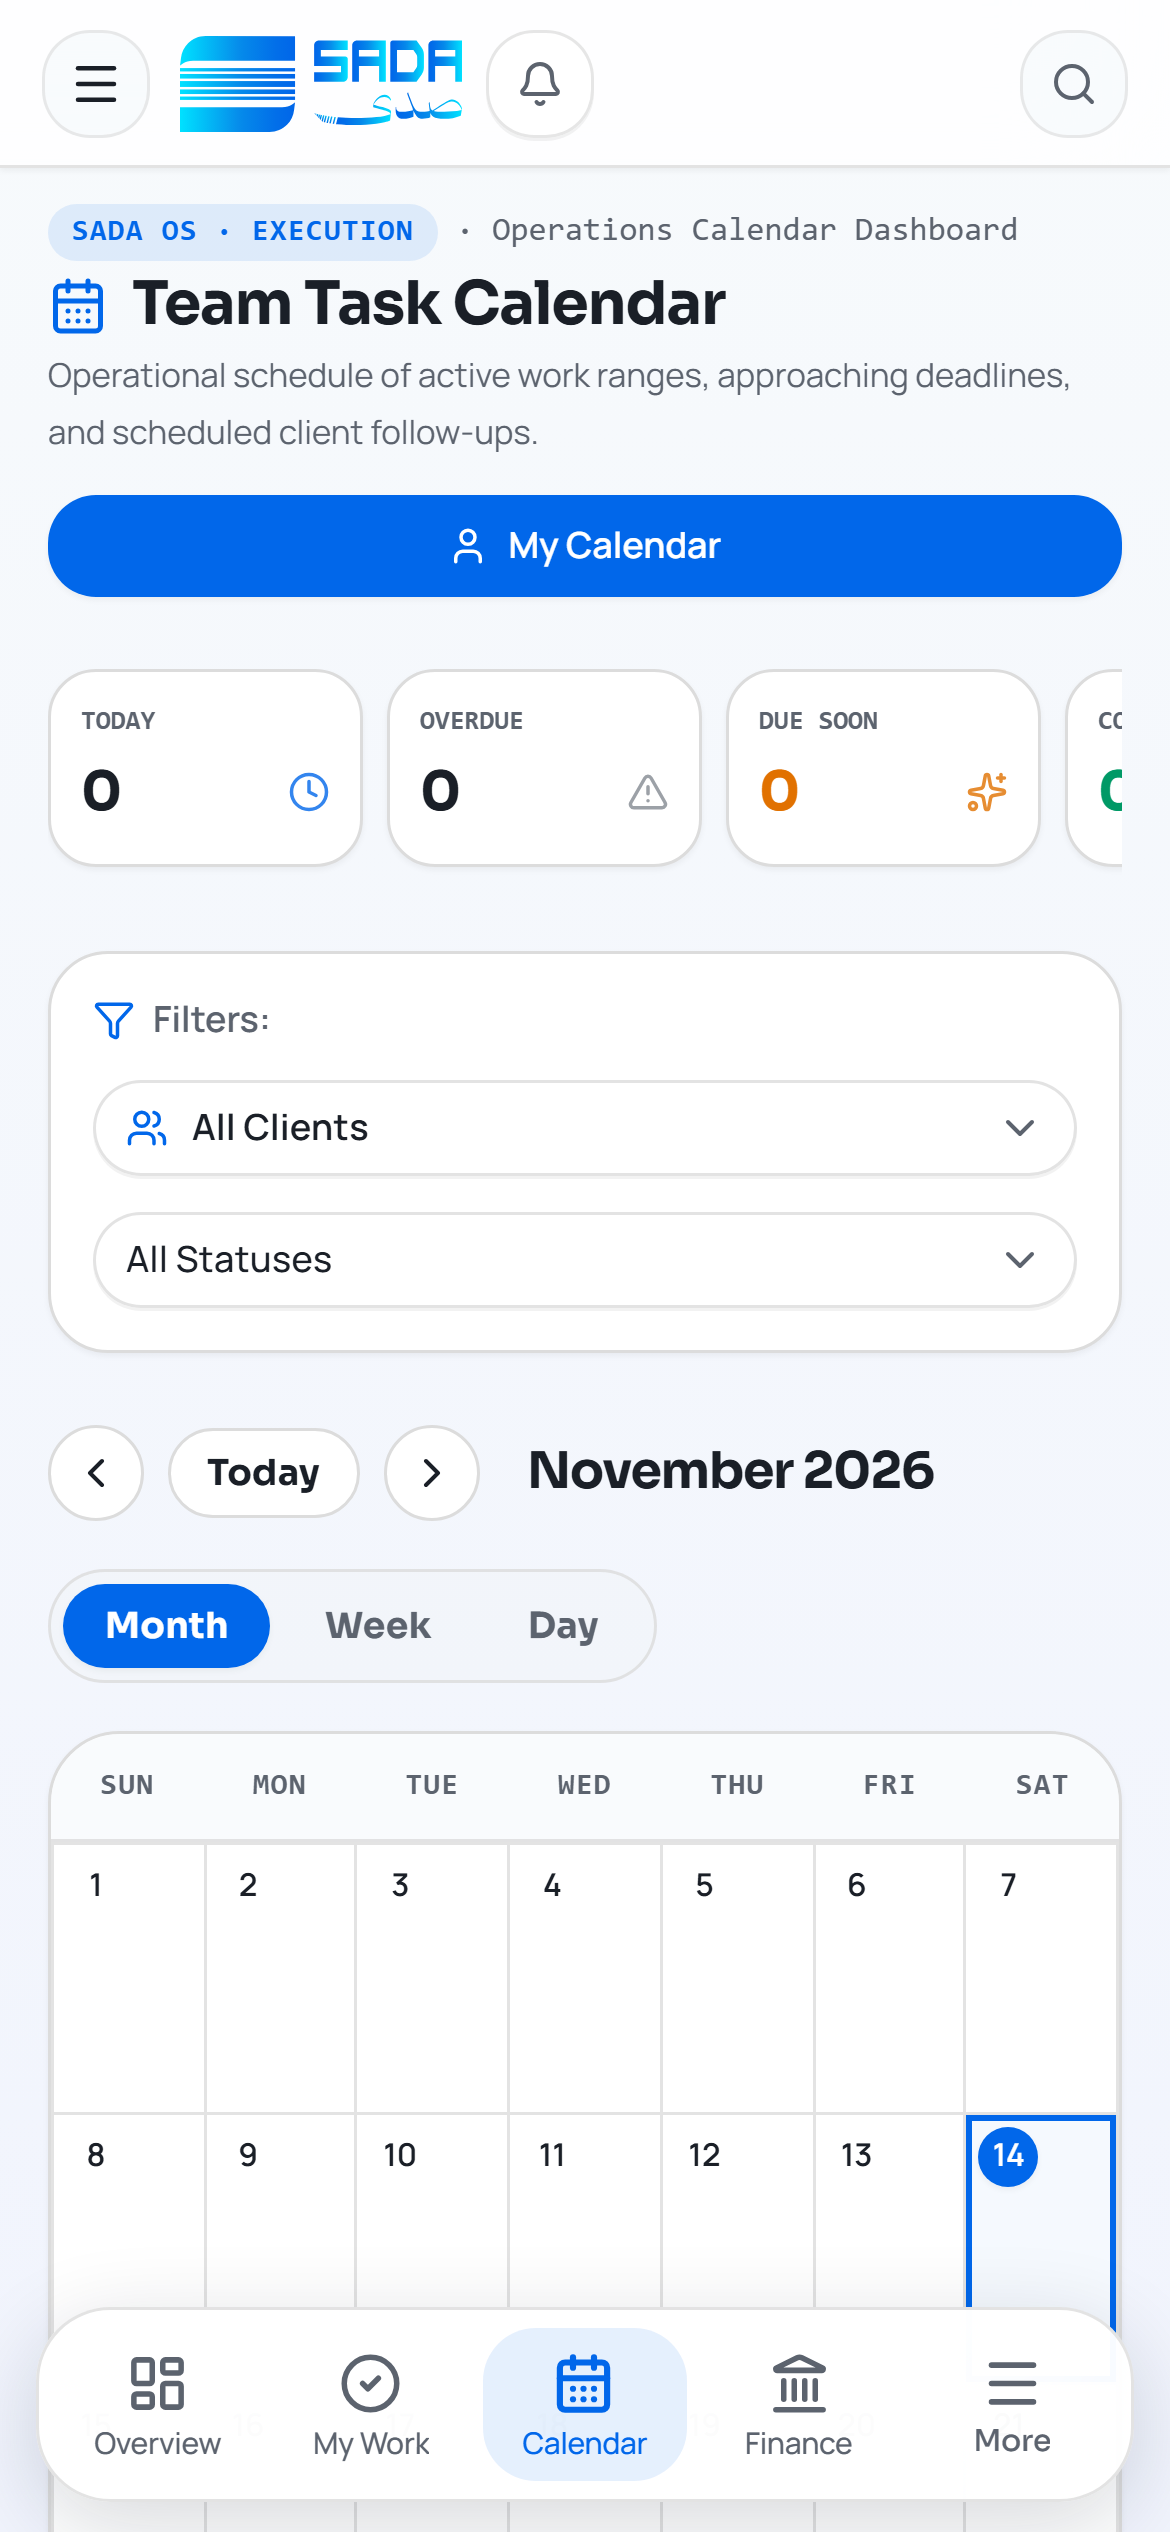 SADA
صدى
SADA OS · EXECUTION · Operations Calendar Dashboard
Team Task Calendar
Operational schedule of active work ranges, approaching deadlines,
and scheduled client follow-ups.
My Calendar
TODAY OVERDUE DUE SOON
0 0 0
Filters:
All Clients
All Statuses
Today November 2026
Month Week Day
SUN MON TUE WED THU FRI SAT
1 2 3 4 5 6 7
8 9 10 11 12 13 14
Overview My Work Calendar Finance More